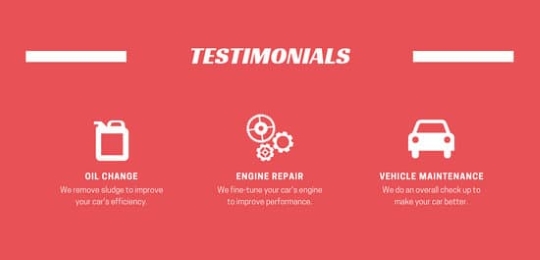 TESTIMONIALS
OIL CHANGE
We remove sludge to improve
your car's efficiency.
ENGINE REPAIR
We fine-tune your car's engine
to improve performance.
VEHICLE MAINTENANCE
We do an overall check up to
make your car better.